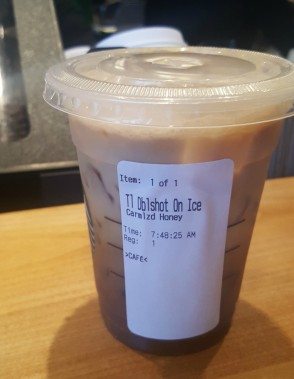 Item: 1 of 1
Tl Dblshot On Ice
Carmlzd Honey
Time: 7:48:25 AM
Reg: 1
>CAFE<